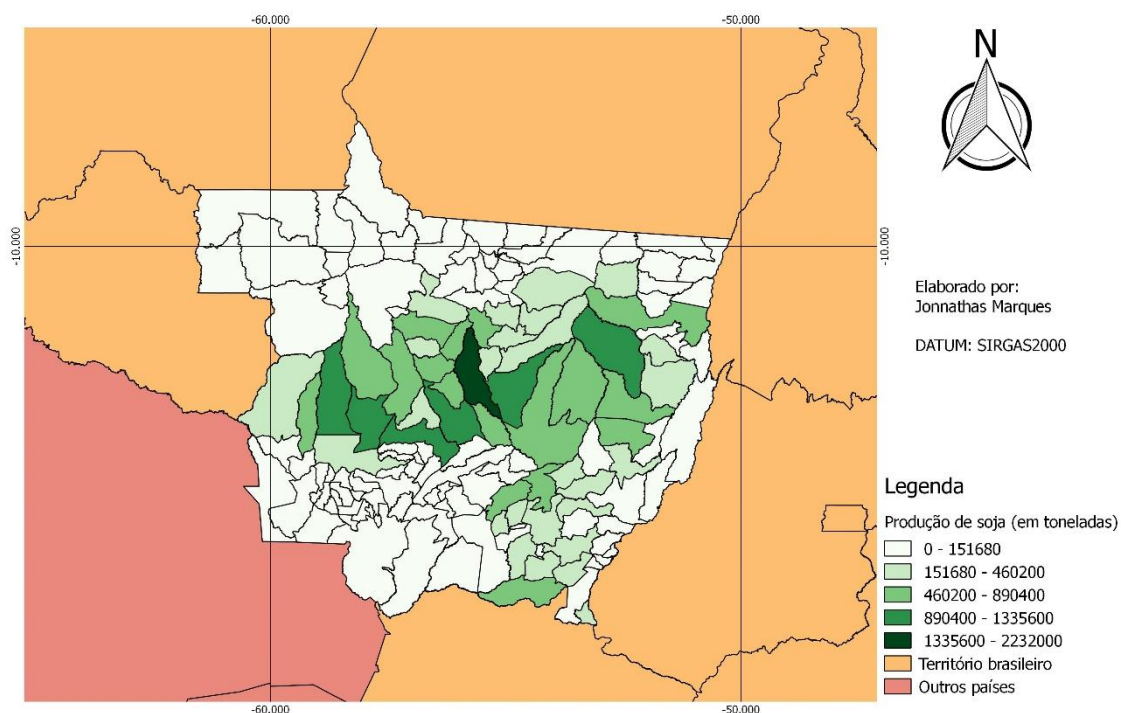 -60.000
-50.000
N
-10.000
-10.000
Elaborado por:
Jonnathas Marques
DATUM: SIRGAS2000
Legenda
Produção de soja (em toneladas)
0 - 151680
151680 - 460200
460200 - 890400
890400 - 1335600
1335600 - 2232000
Território brasileiro
Outros países
-60.000
-50.000